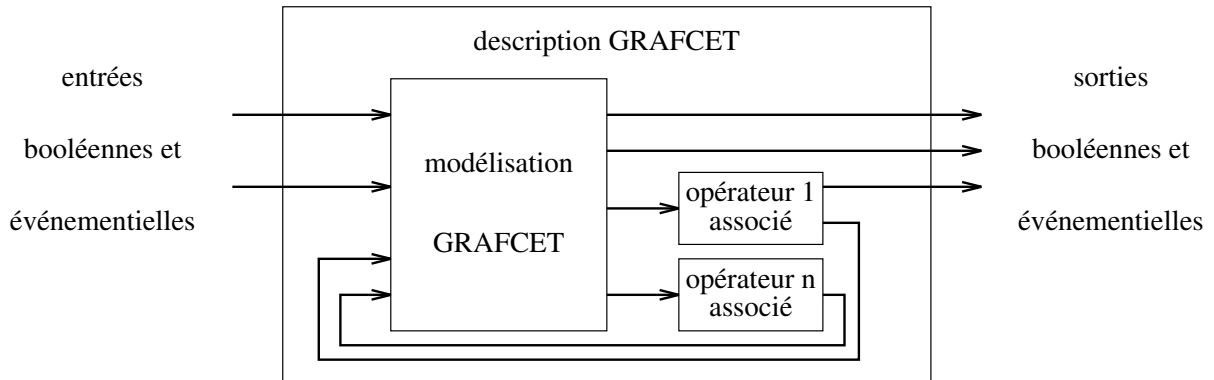 description GRAFCET
entrées
booléennes et
événementielles
modélisation
GRAFCET
opérateur 1
associé
opérateur n
associé
sorties
booléennes et
événementielles